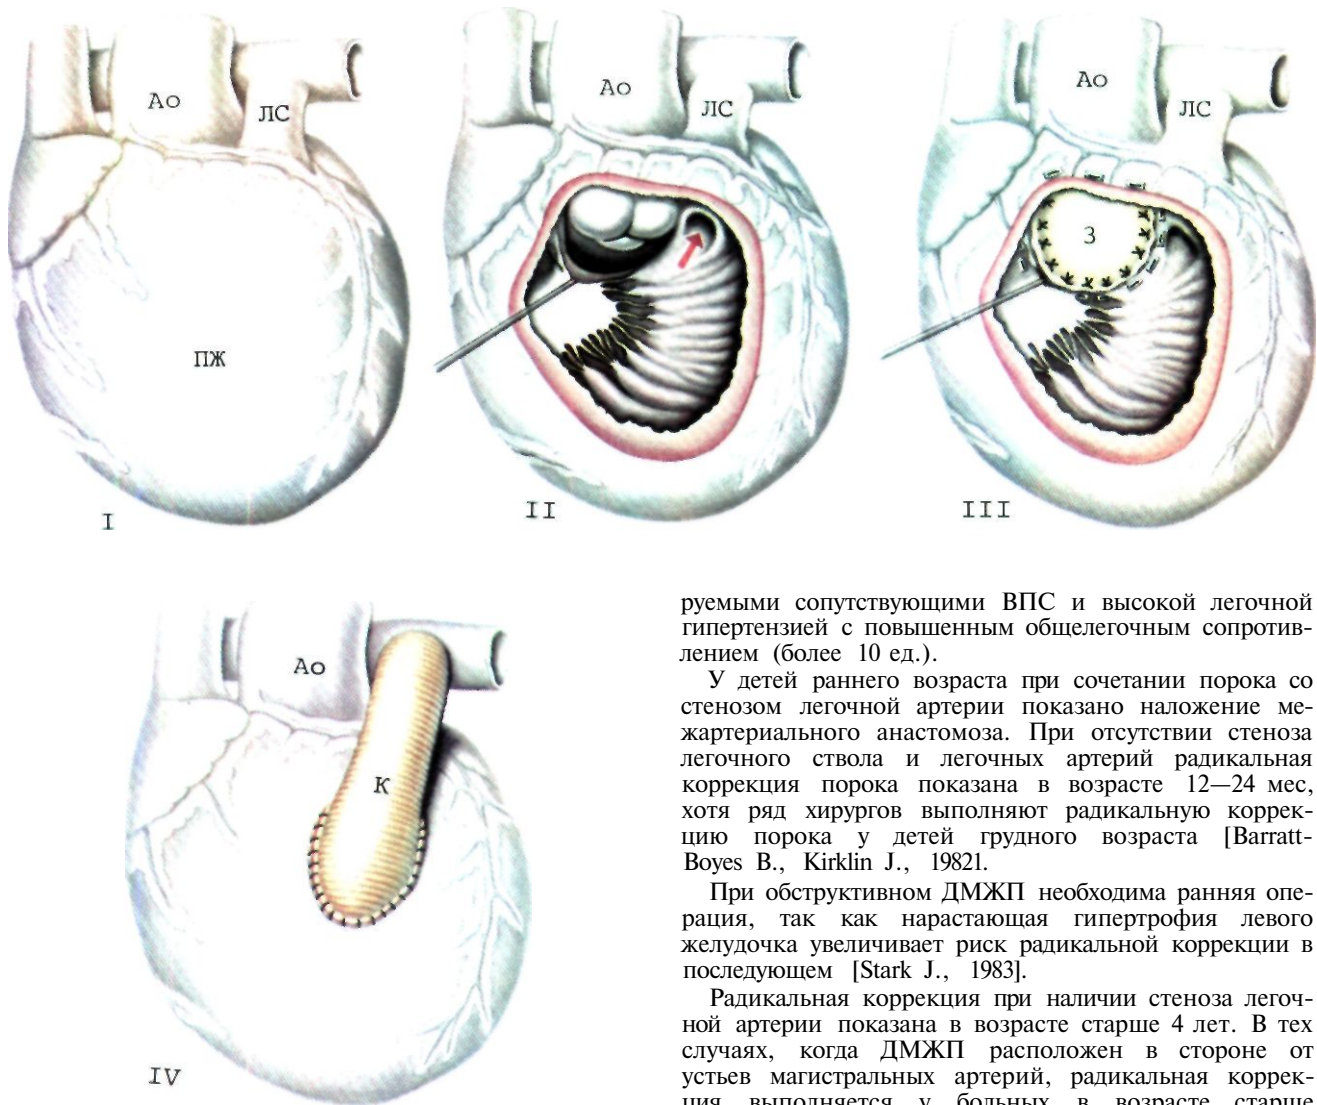 Ао
ЛС
ПЖ
I
Ао
ЛС
II
Ао
ЛС
З
III
Ао
К
IV
руемыми сопутствующими ВПС и высокой легочной
гипертензией с повышенным общелегочным сопротив-
лением (более 10 ед.).
У детей раннего возраста при сочетании порока со
стенозом легочной артерии показано наложение ме-
жартериального анастомоза. При отсутствии стеноза
легочного ствола и легочных артерий радикальная
коррекция порока показана в возрасте 12—24 мес,
хотя ряд хирургов выполняют радикальную коррек-
цию порока у детей грудного возраста [Barratt-
Boyes B., Kirklin J., 19821.
При обструктивном ДМЖП необходима ранняя опе-
рация, так как нарастающая гипертрофия левого
желудочка увеличивает риск радикальной коррекции в
последующем [Stark J., 1983].
Радикальная коррекция при наличии стеноза легоч-
ной артерии показана в возрасте старше 4 лет. В тех
случаях, когда ДМЖП расположен в стороне от
устьев магистральных артерий, радикальная коррек-
ция выполняется у больных в возрасте старше